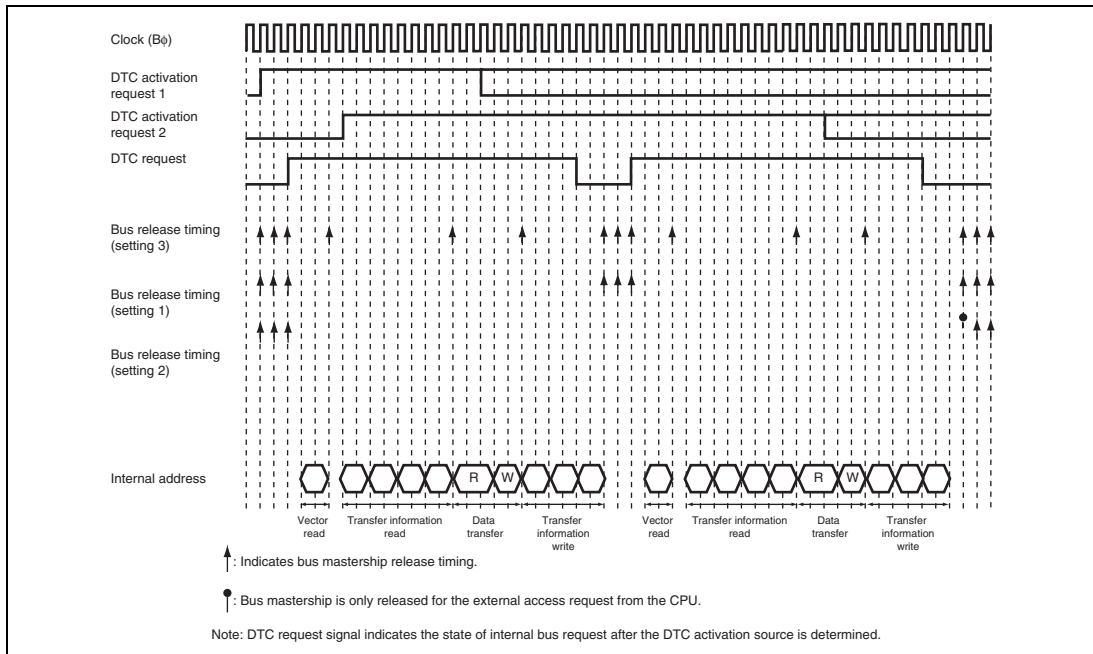 Clock (Bϕ)
DTC activation
request 1
DTC activation
request 2
DTC request
Bus release timing
(setting 3)
Bus release timing
(setting 1)
Bus release timing
(setting 2)
Internal address
R
W
R
W
Vector
read
Transfer information
read
Data
transfer
Transfer
information
write
Vector
read
Transfer information
read
Data
transfer
Transfer
information
write
: Indicates bus mastership release timing.
: Bus mastership is only released for the external access request from the CPU.
Note: DTC request signal indicates the state of internal bus request after the DTC activation source is determined.